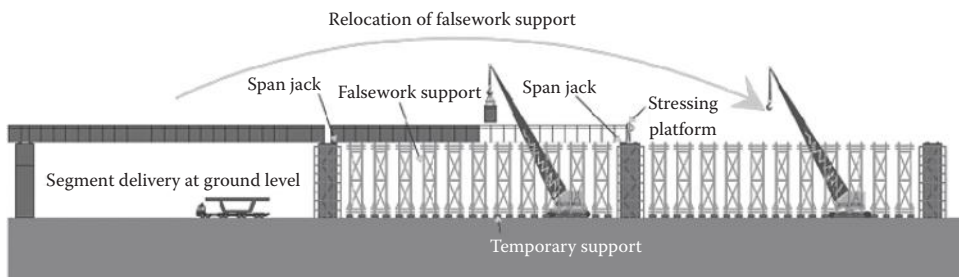 Relocation of falsework support
Span jack
Falsework support
Span jack
Stressing
platform
Segment delivery at ground level
Temporary support